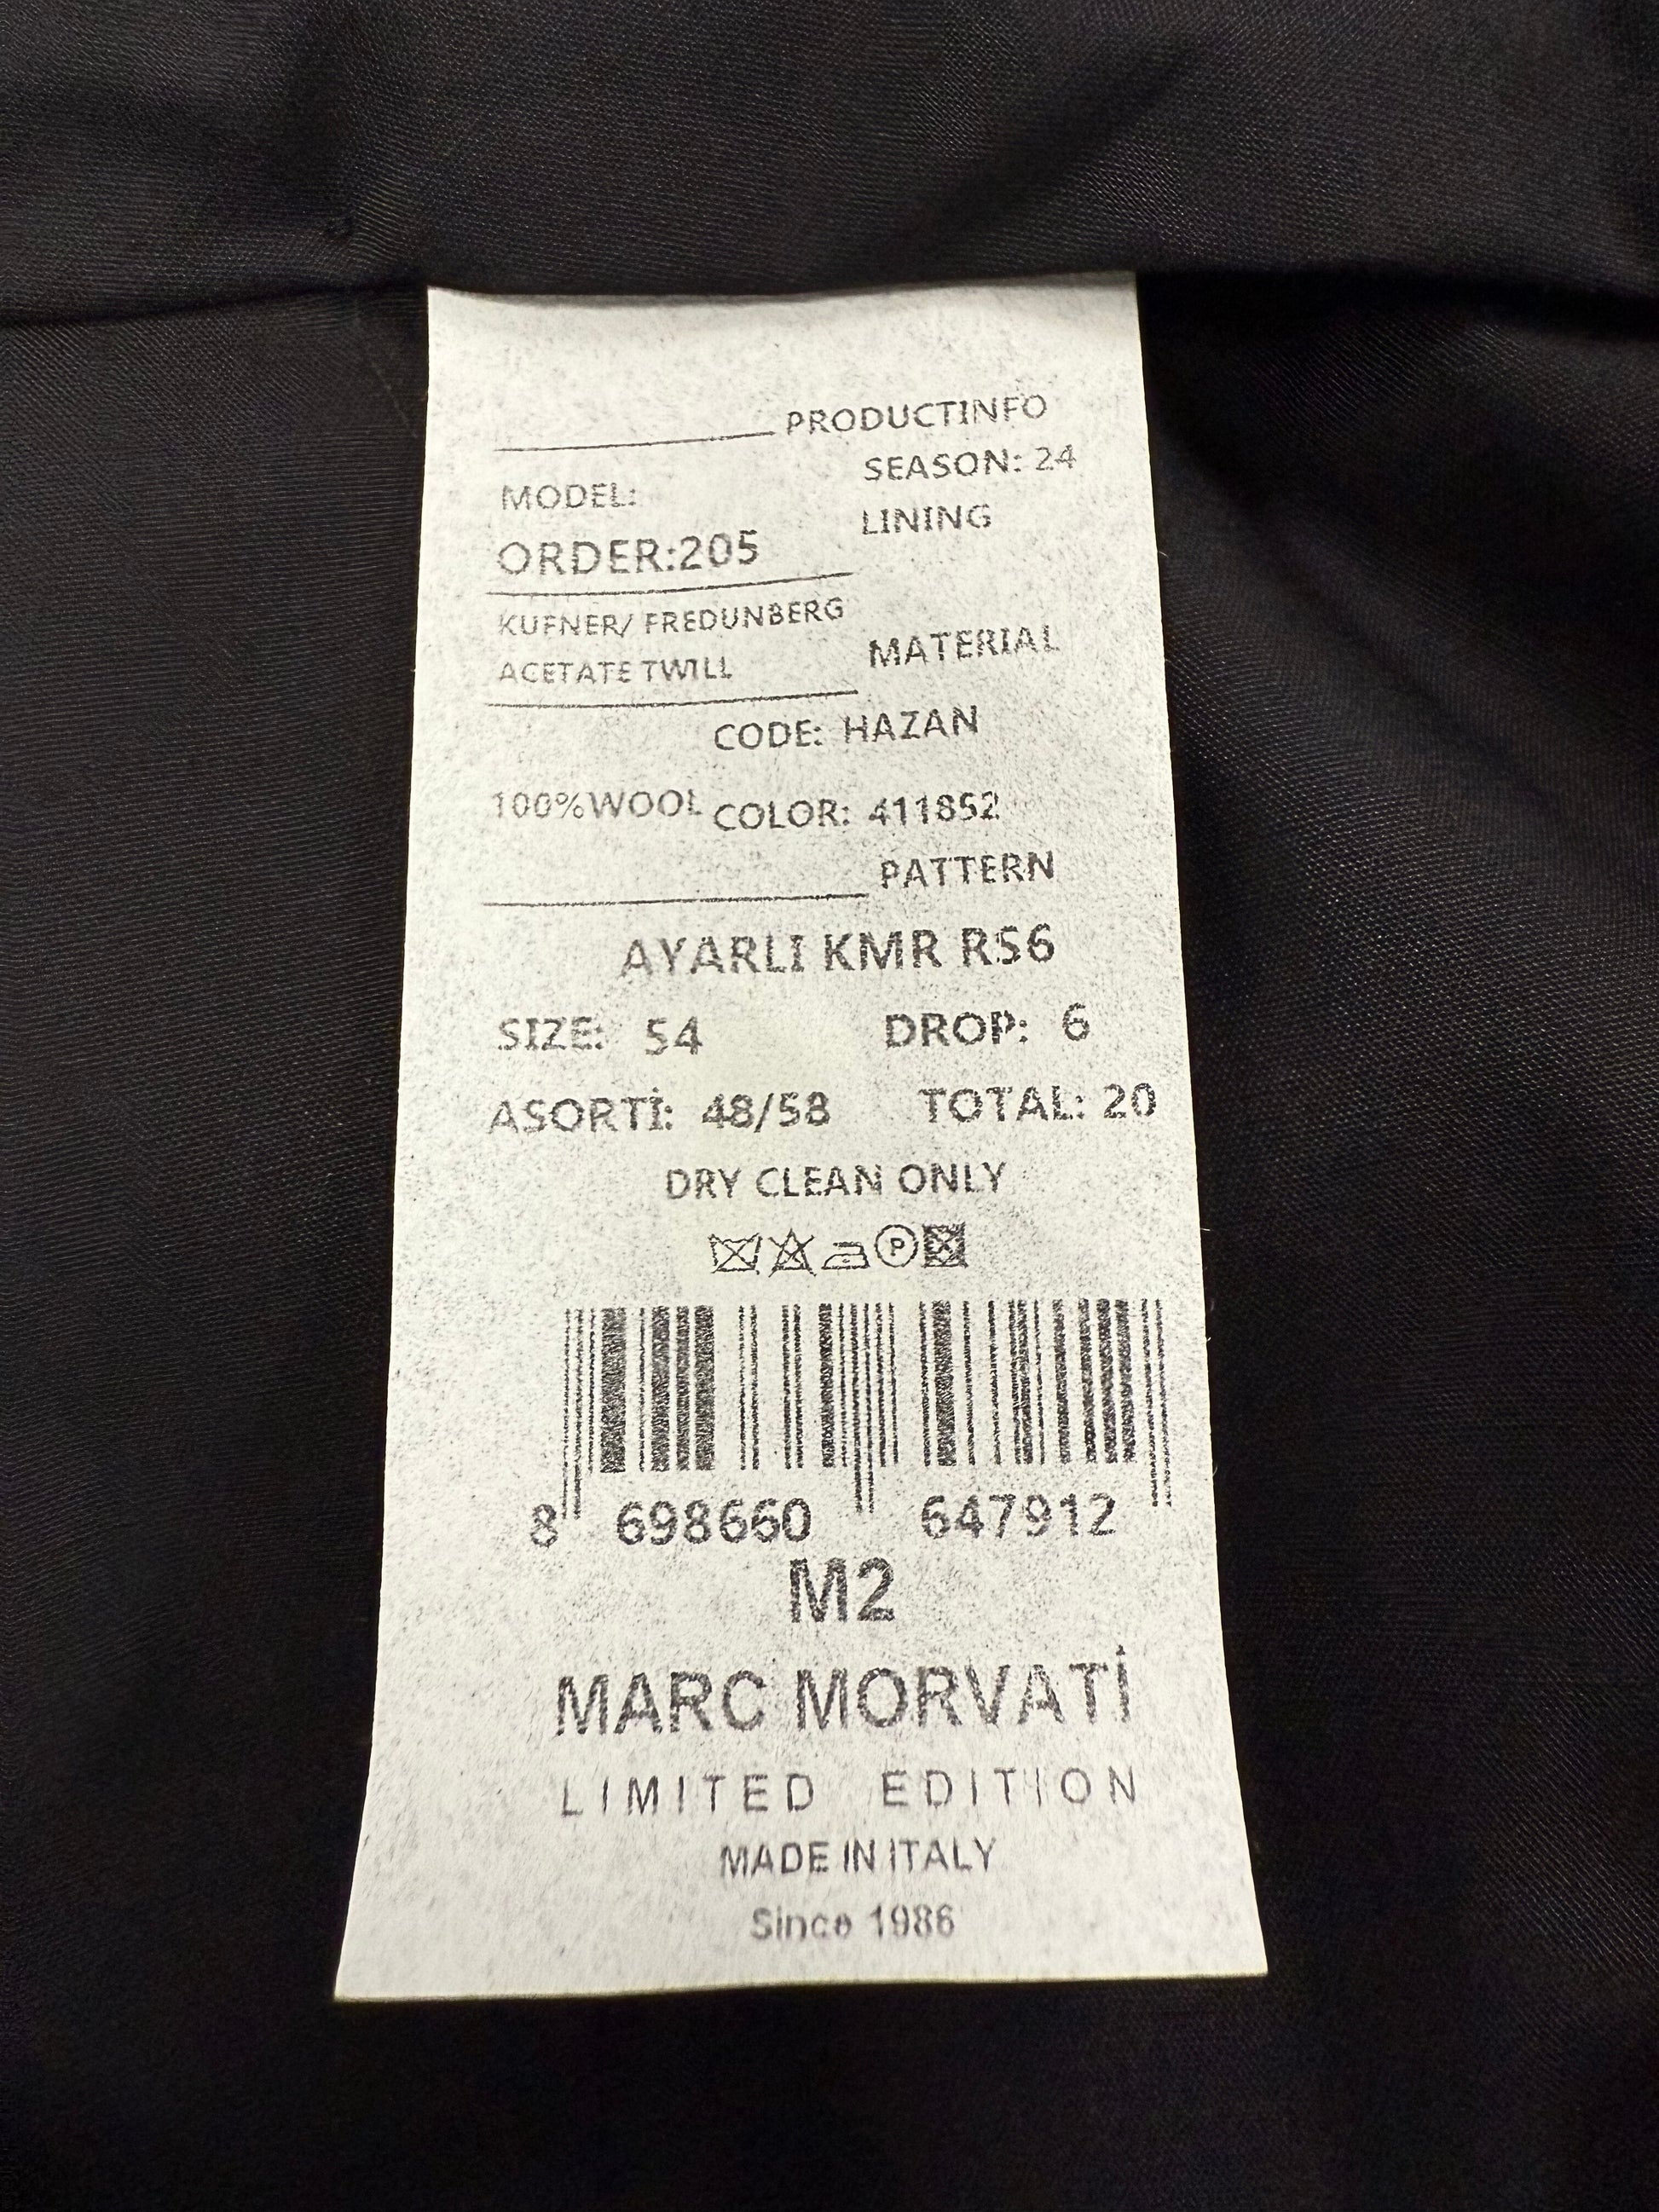 PRODUCTINFO
SEASON: 24
MODEL:
LINING
ORDER:205
KUFNER/ FREDUNBERG
MATERIAL
ACETATE TWILL
CODE: HAZAN
100%WOOL COLOR: 411852
PATTERN
AYARLI KMR RS6
SIZE: 54 DROP: 6
ASORTİ: 48/58 TOTAL: 20
DRY CLEAN ONLY
P
8 698660 647912
M2
MARC MORVATİ
LIMITED EDITION
MADE IN ITALY
Since 1986